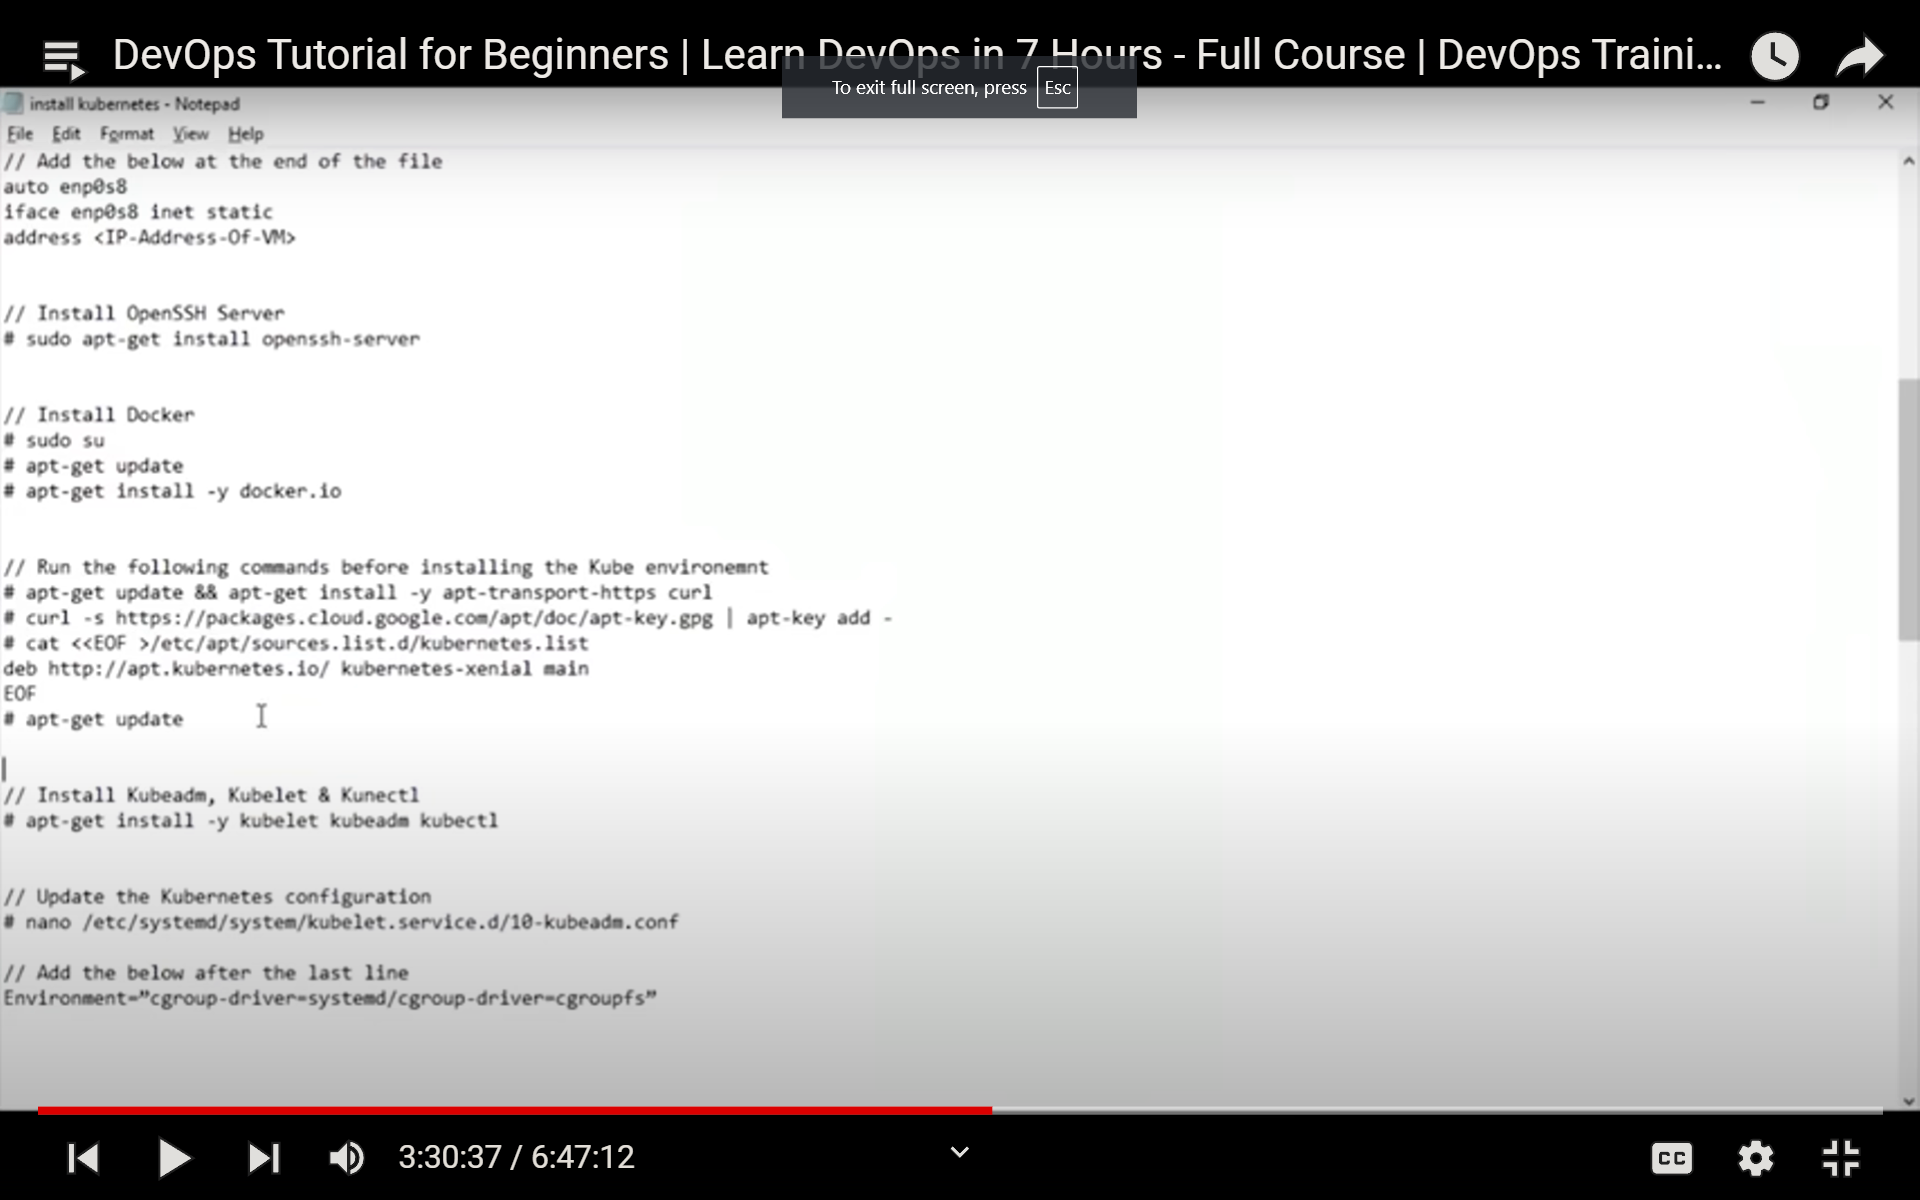 DevOps Tutorial for Beginners | Learn DevOps in 7 Hours - Full Course | DevOps Traini...
To exit full screen, press Esc
install kubernetes - Notepad
File Edit Format View Help
// Add the below at the end of the file
auto enp0s8
iface enp0s8 inet static
address <IP-Address-Of-VM>
// Install OpenSSH Server
# sudo apt-get install openssh-server
// Install Docker
# sudo su
# apt-get update
# apt-get install -y docker.io
// Run the following commands before installing the Kube environemnt
# apt-get update && apt-get install -y apt-transport-https curl
# curl -s https://packages.cloud.google.com/apt/doc/apt-key.gpg | apt-key add -
# cat <<EOF >/etc/apt/sources.list.d/kubernetes.list
deb http://apt.kubernetes.io/ kubernetes-xenial main
EOF
# apt-get update
// Install Kubeadm, Kubelet & Kunectl
# apt-get install -y kubelet kubeadm kubectl
// Update the Kubernetes configuration
# nano /etc/systemd/system/kubelet.service.d/10-kubeadm.conf
// Add the below after the last line
Environment=”cgroup-driver=systemd/cgroup-driver=cgroupfs”
3:30:37 / 6:47:12
CC